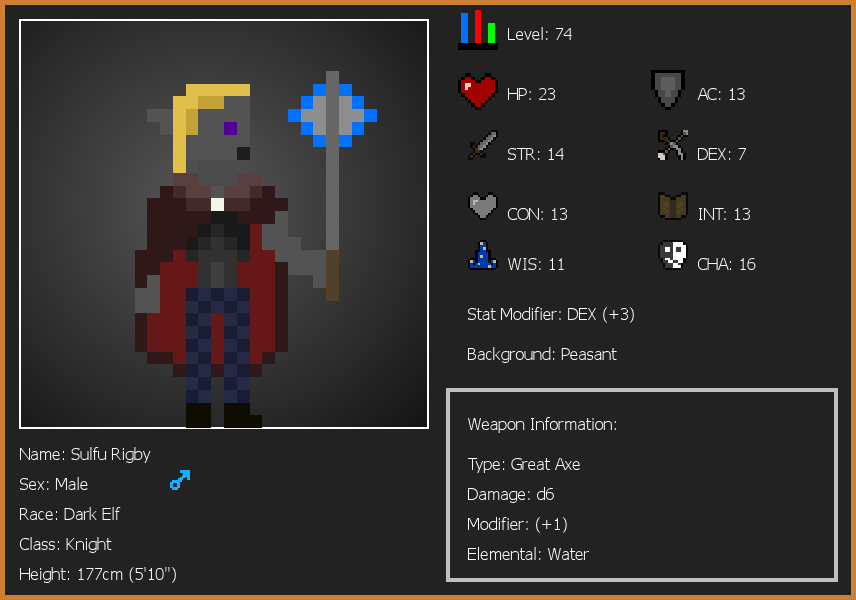 Level: 74
HP: 23
AC: 13
STR: 14
DEX: 7
CON: 13
INT: 13
WIS: 11
CHA: 16
Stat Modifier: DEX (+3)
Background: Peasant
Weapon Information:
Type: Great Axe
Damage: d6
Modifier: (+1)
Elemental: Water
Name: Sulfu Rigby
Sex: Male
Race: Dark Elf
Class: Knight
Height: 177cm (5'10")